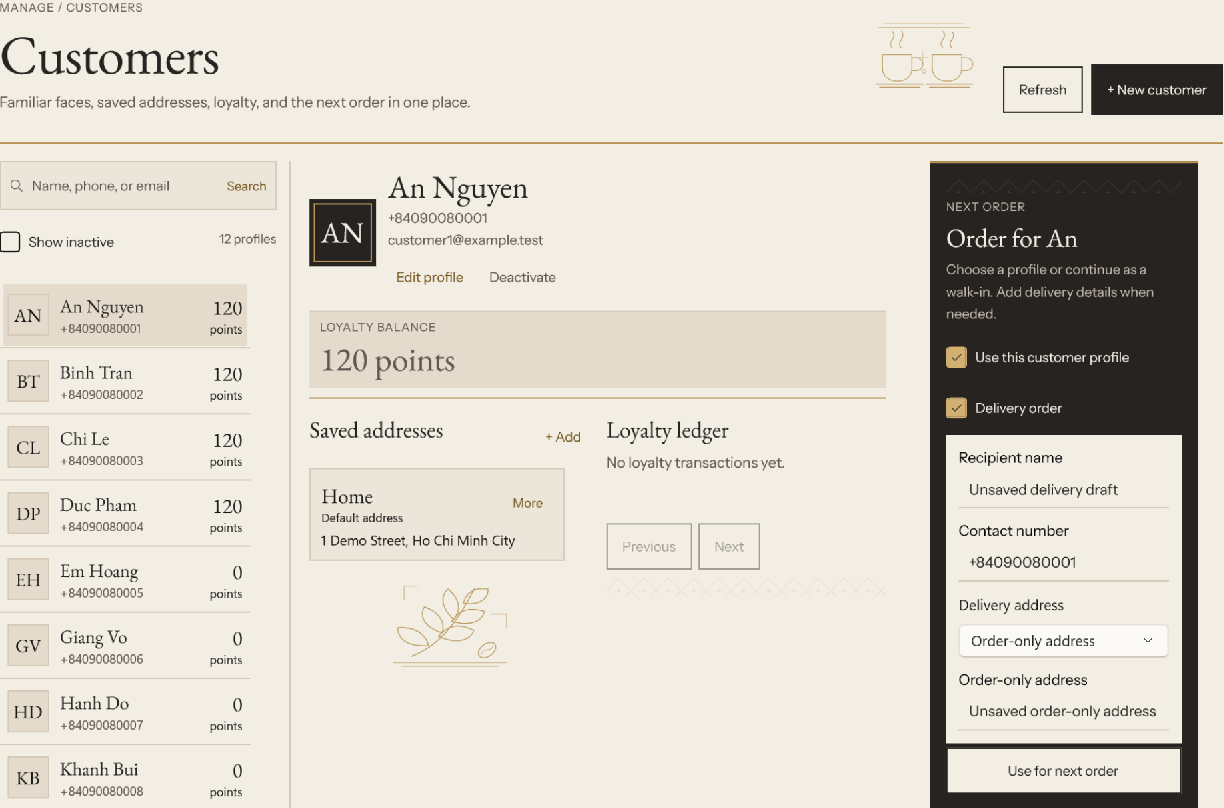 MANAGE / CUSTOMERS
Customers
Familiar faces, saved addresses, loyalty, and the next order in one place.
Refresh
+ New customer
Name, phone, or email
Search
Show inactive
12 profiles
AN
An Nguyen
+84090080001
120
points
BT
Binh Tran
+84090080002
120
points
CL
Chi Le
+84090080003
120
points
DP
Duc Pham
+84090080004
120
points
EH
Em Hoang
+84090080005
0
points
GV
Giang Vo
+84090080006
0
points
HD
Hanh Do
+84090080007
0
points
KB
Khanh Bui
+84090080008
0
points
AN
An Nguyen
+84090080001
customer1@example.test
Edit profile
Deactivate
LOYALTY BALANCE
120 points
Saved addresses
+ Add
Home
Default address
More
1 Demo Street, Ho Chi Minh City
Loyalty ledger
No loyalty transactions yet.
Previous
Next
NEXT ORDER
Order for An
Choose a profile or continue as a
walk-in. Add delivery details when
needed.
Use this customer profile
Delivery order
Recipient name
Unsaved delivery draft
Contact number
+84090080001
Delivery address
Order-only address
Order-only address
Unsaved order-only address
Use for next order